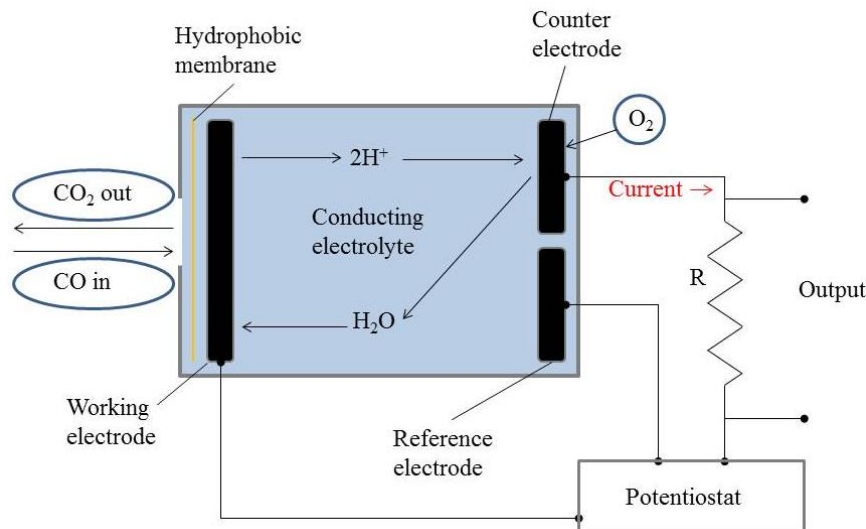 Hydrophobic
membrane
Counter
electrode
O₂
2H⁺
CO₂ out
Current →
Conducting
electrolyte
CO in
R
Output
H₂O
Working
electrode
Reference
electrode
Potentiostat